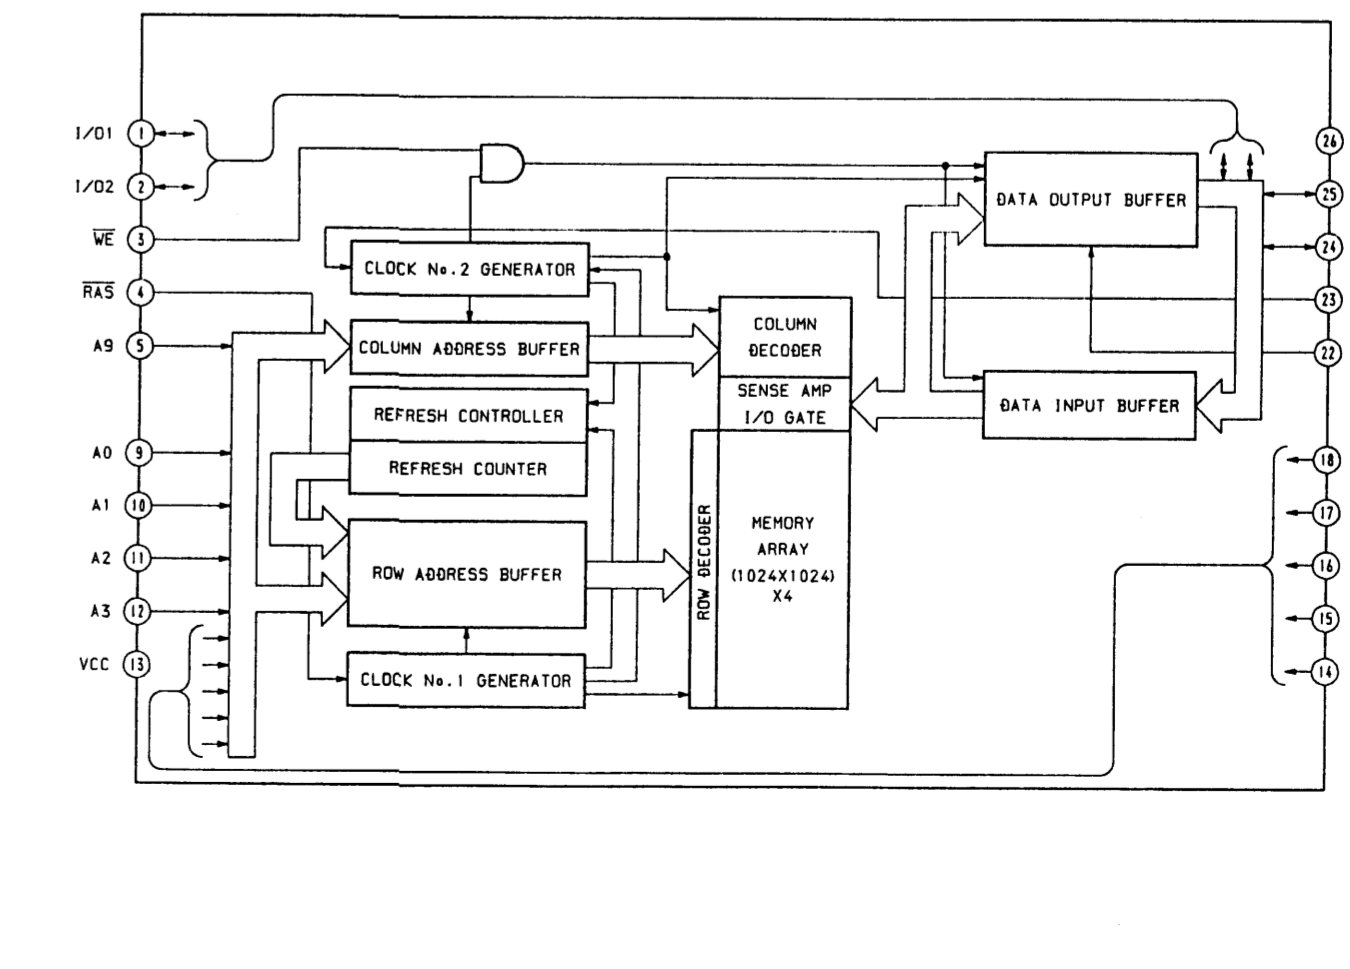 I/O1 1
I/O2 2
W̅E̅ 3
R̅A̅S̅ 4
A9 5
A0 9
A1 10
A2 11
A3 12
VCC 13
CLOCK No.2 GENERATOR
COLUMN ADDRESS BUFFER
REFRESH CONTROLLER
REFRESH COUNTER
ROW ADDRESS BUFFER
CLOCK No.1 GENERATOR
COLUMN
DECODER
SENSE AMP
I/O GATE
ROW DECODER
MEMORY
ARRAY
(1024X1024)
X4
DATA OUTPUT BUFFER
DATA INPUT BUFFER
26
25
24
23
22
18
17
16
15
14